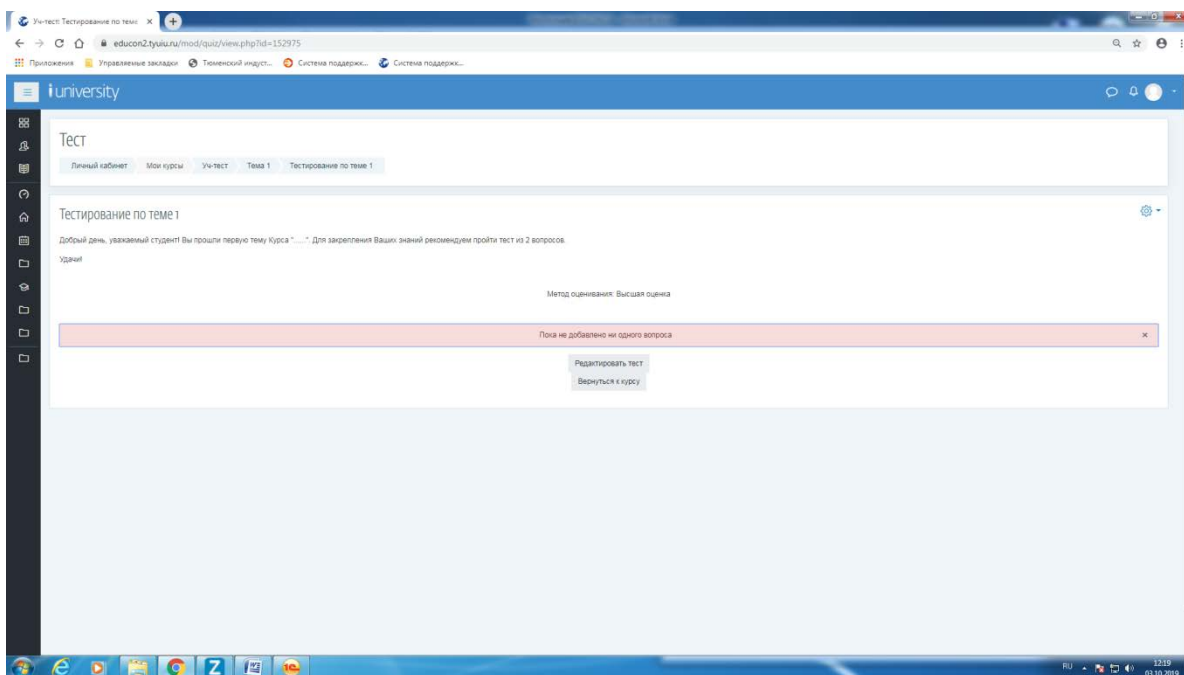 Уч-тест: Тестирование по теме
educon2.tyuiu.ru/mod/quiz/view.php?id=152975
Приложения Управляемые закладки Тюменский индуст... Система поддержк... Система поддержк...
iuniversity
Тест
Личный кабинет Мои курсы Уч-тест Тема 1 Тестирование по теме 1
Тестирование по теме 1
Добрый день, уважаемый студент! Вы прошли первую тему Курса "......". Для закрепления Ваших знаний рекомендуем пройти тест из 2 вопросов.
Удачи!
Метод оценивания: Высшая оценка
Пока не добавлено ни одного вопроса
Редактировать тест
Вернуться к курсу
RU
12:19
03.10.2019